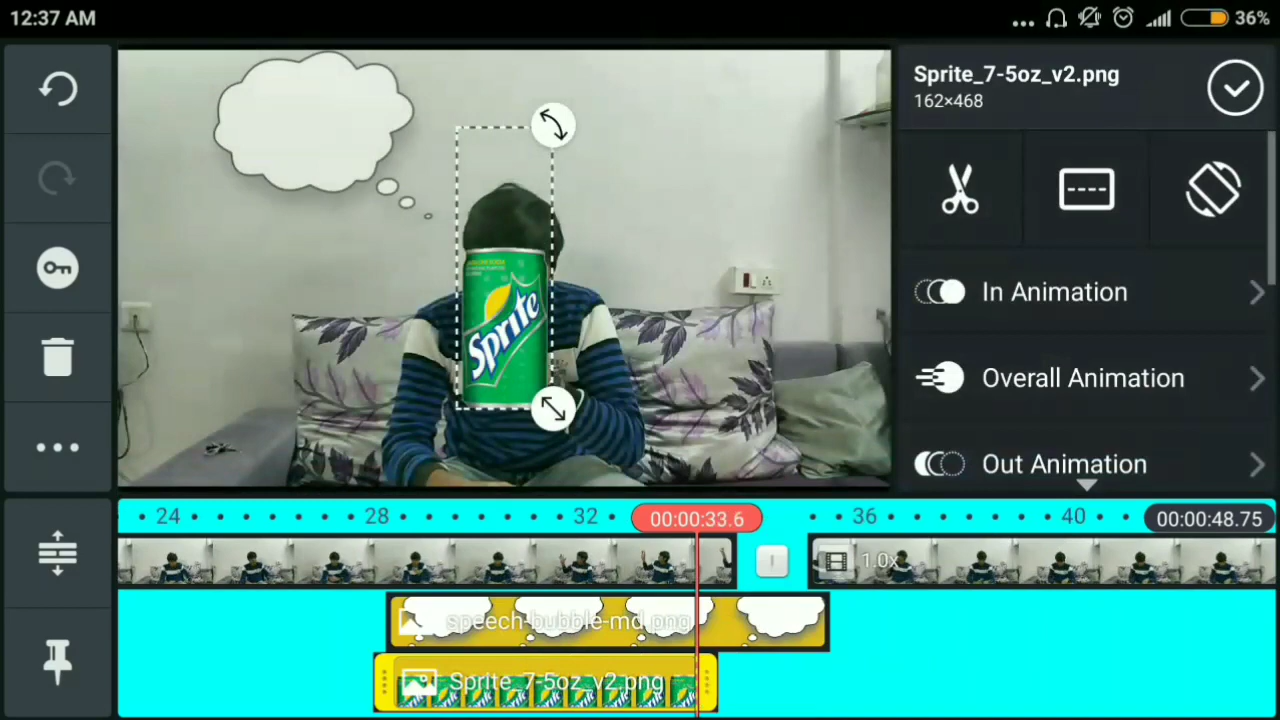 12:37 AM
36%
Sprite_7-5oz_v2.png
162×468
In Animation
Overall Animation
Out Animation
Sprite
24
28
32
00:00:33.6
36
40
00:00:48.75
1.0x
speech-bubble-md.png
Sprite_7-5oz_v2.png